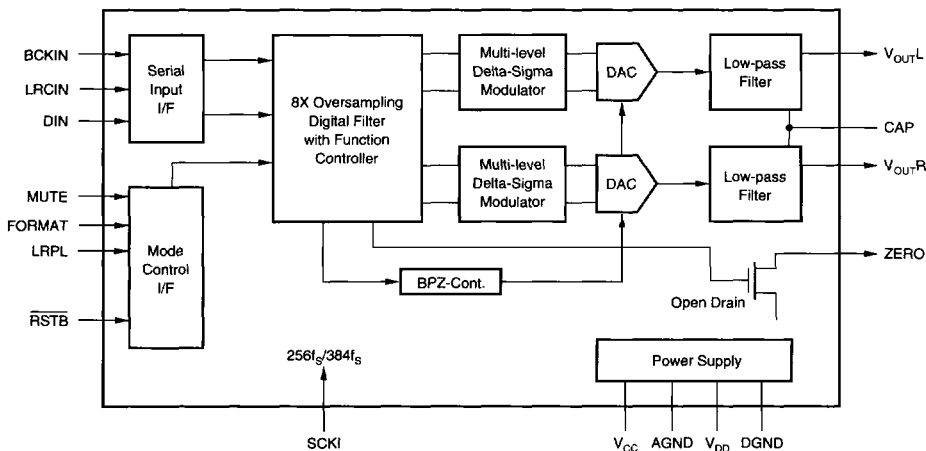 BCKIN
LRCIN
DIN
Serial
Input
I/F
MUTE
FORMAT
LRPL
RSTB
Mode
Control
I/F
8X Oversampling
Digital Filter
with Function
Controller
Multi-level
Delta-Sigma
Modulator
DAC
Low-pass
Filter
VOUTL
CAP
Multi-level
Delta-Sigma
Modulator
DAC
Low-pass
Filter
VOUTR
BPZ-Cont.
Open Drain
ZERO
256fS/384fS
SCKI
Power Supply
VCC
AGND
VDD
DGND